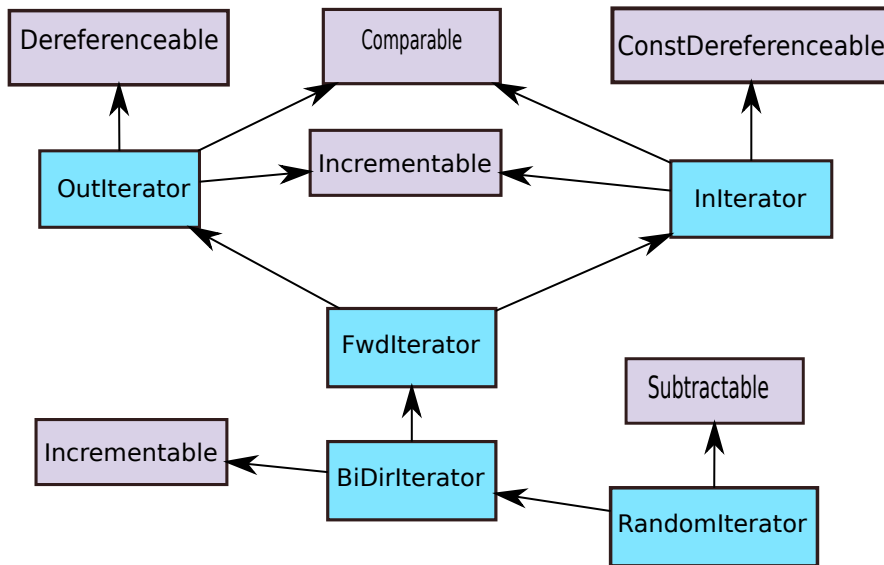 Dereferenceable
Comparable
ConstDereferenceable
Incrementable
OutIterator
InIterator
FwdIterator
Subtractable
Incrementable
BiDirIterator
RandomIterator